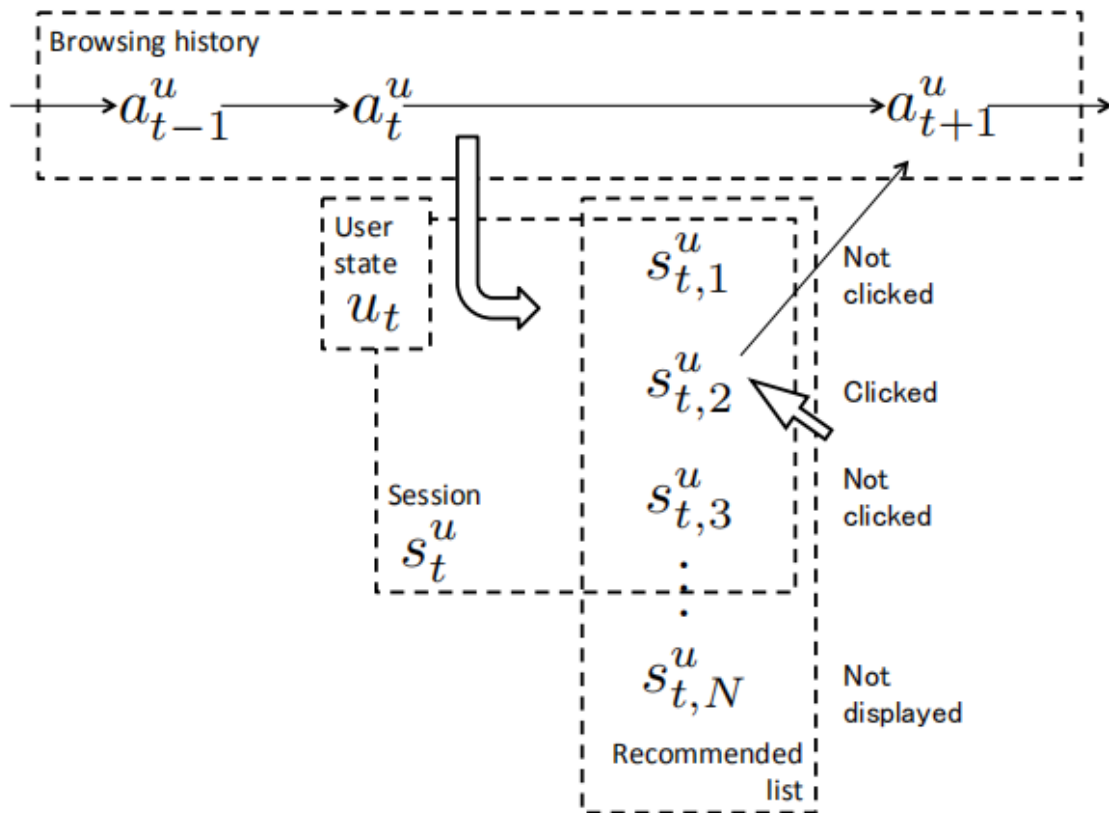 Browsing history
a^u_{t-1} a^u_t a^u_{t+1}
User
state
u_t
s^u_{t,1}
Not
clicked
s^u_{t,2}
Clicked
Session
s^u_t
s^u_{t,3}
Not
clicked
⋮
s^u_{t,N}
Not
displayed
Recommended
list